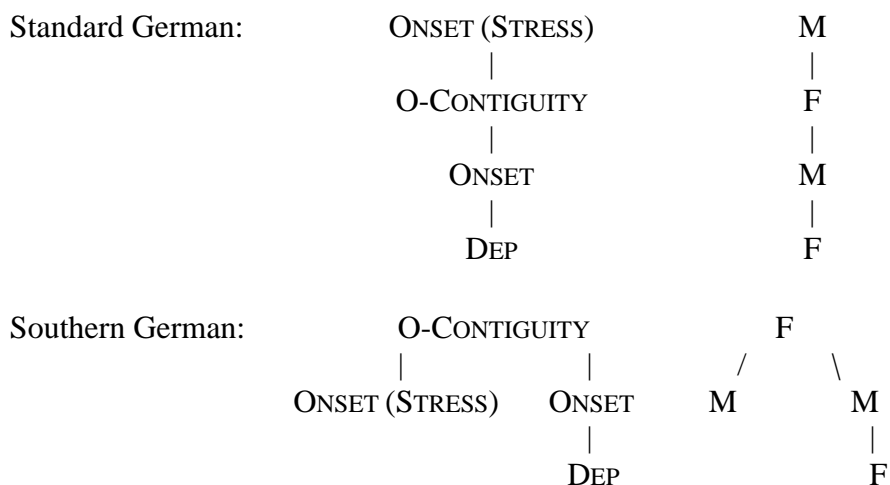 Standard German: ONSET (STRESS) M
| |
O-CONTIGUITY F
| |
ONSET M
| |
DEP F
Southern German: O-CONTIGUITY F
| | / \
ONSET (STRESS) ONSET M M
| |
DEP F